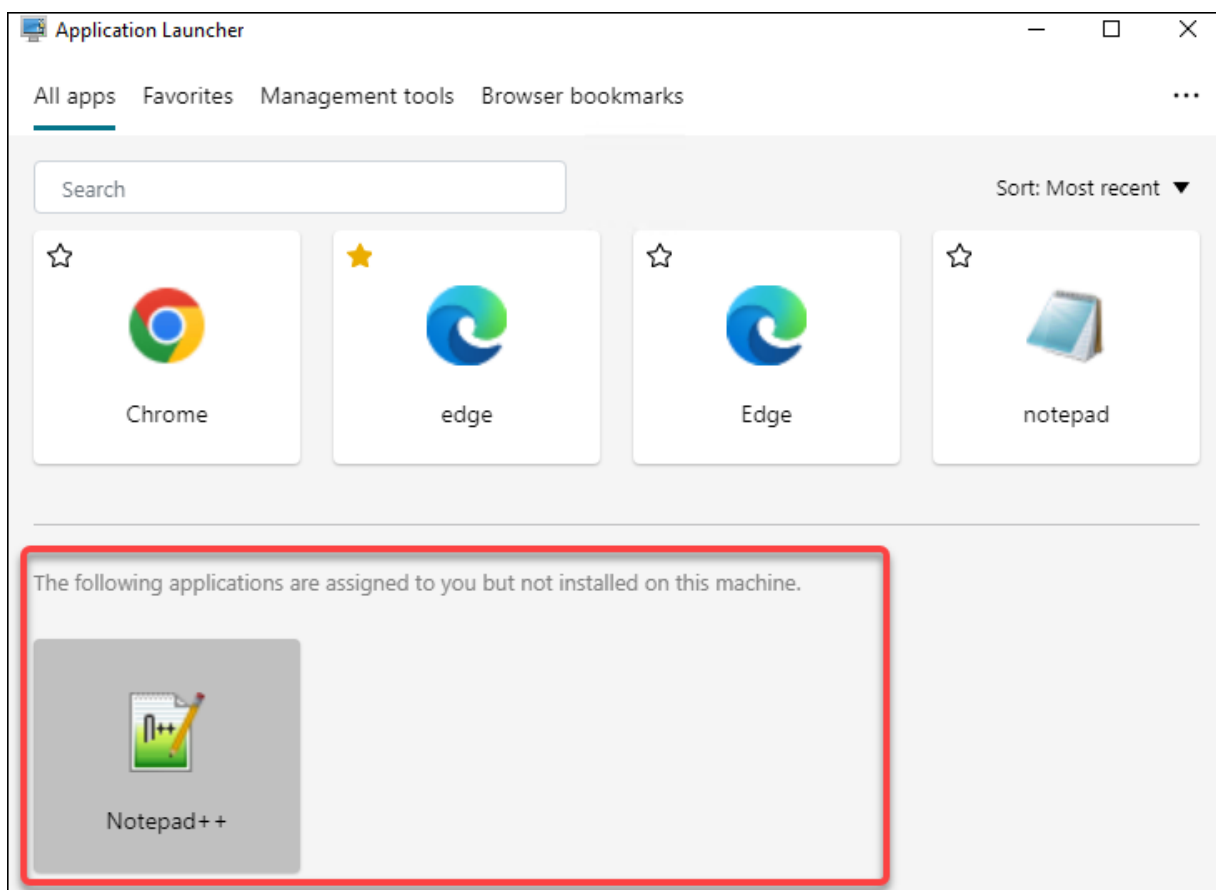 Application Launcher
All apps Favorites Management tools Browser bookmarks
Search
Sort: Most recent
Chrome
edge
Edge
notepad
The following applications are assigned to you but not installed on this machine.
n++
Notepad++